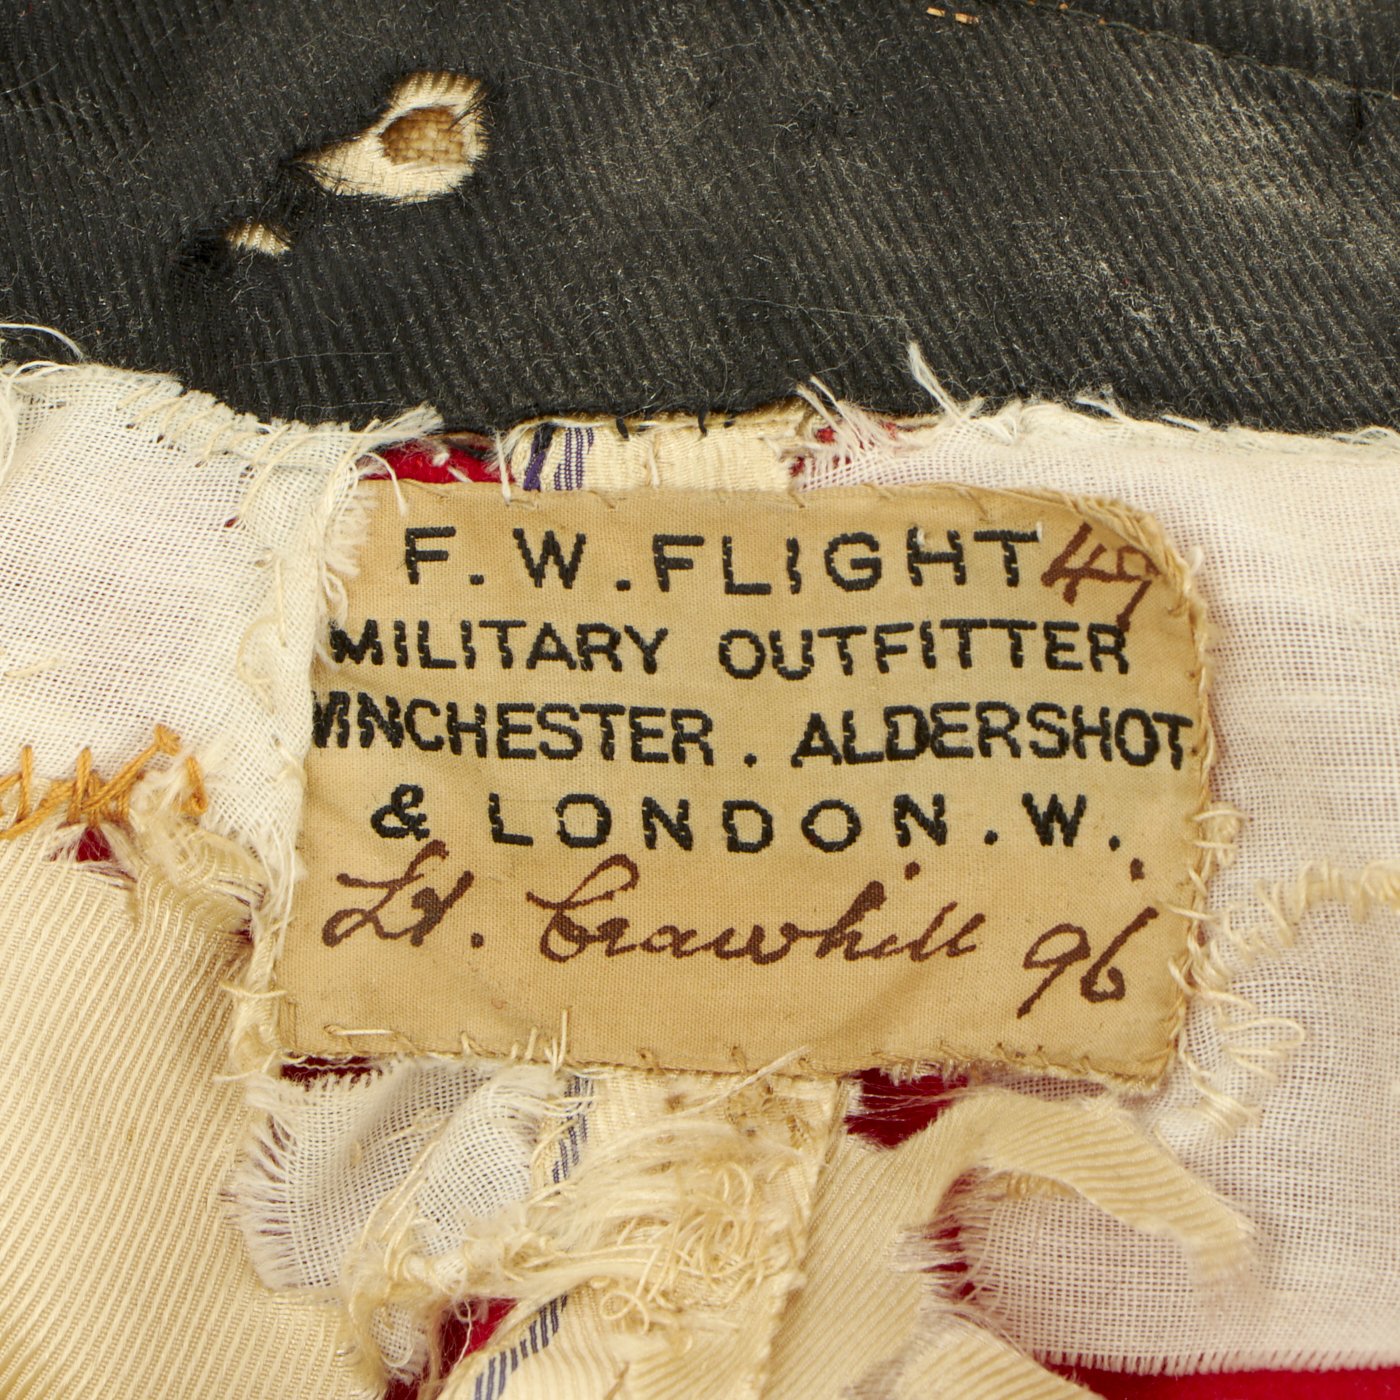 F. W. FLIGHT 49
MILITARY OUTFITTER
WINCHESTER. ALDERSHOT.
& LONDON. W.
Lt. Crawhill 96